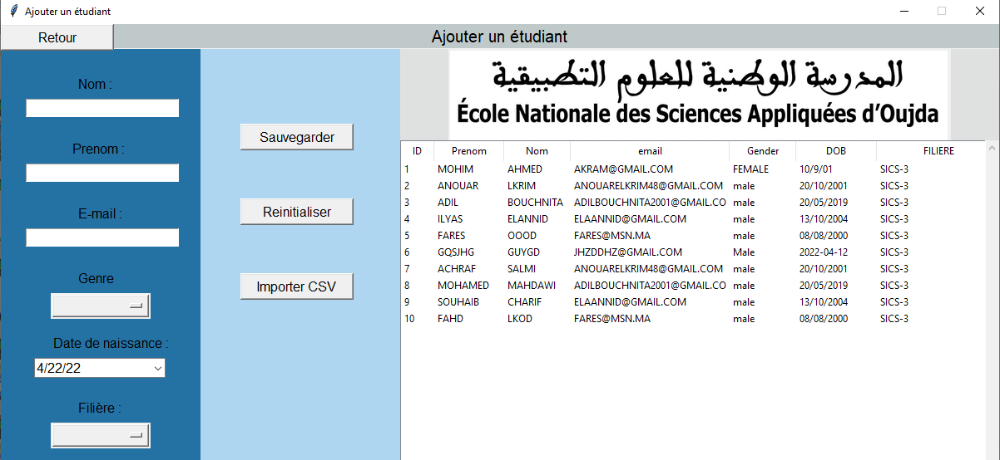 Ajouter un étudiant
Retour
Ajouter un étudiant
Nom :
Prenom :
E-mail :
Genre
Date de naissance :
4/22/22
Filière :
Sauvegarder
Reinitialiser
Importer CSV
المدرسة الوطنية للعلوم التطبيقية
École Nationale des Sciences Appliquées d'Oujda
ID Prenom Nom email Gender DOB FILIERE
1 MOHIM AHMED AKRAM@GMAIL.COM FEMALE 10/9/01 SICS-3
2 ANOUAR LKRIM ANOUARELKRIM48@GMAIL.COM male 20/10/2001 SICS-3
3 ADIL BOUCHNITA ADILBOUCHNITA2001@GMAIL.CO male 20/05/2019 SICS-3
4 ILYAS ELANNID ELAANNID@GMAIL.COM male 13/10/2004 SICS-3
5 FARES OOOD FARES@MSN.MA male 08/08/2000 SICS-3
6 GQSJHG GUYGD JHZDDHZ@GMAIL.COM Male 2022-04-12 SICS-3
7 ACHRAF SALMI ANOUARELKRIM48@GMAIL.COM male 20/10/2001 SICS-3
8 MOHAMED MAHDAWI ADILBOUCHNITA2001@GMAIL.CO male 20/05/2019 SICS-3
9 SOUHAIB CHARIF ELAANNID@GMAIL.COM male 13/10/2004 SICS-3
10 FAHD LKOD FARES@MSN.MA male 08/08/2000 SICS-3